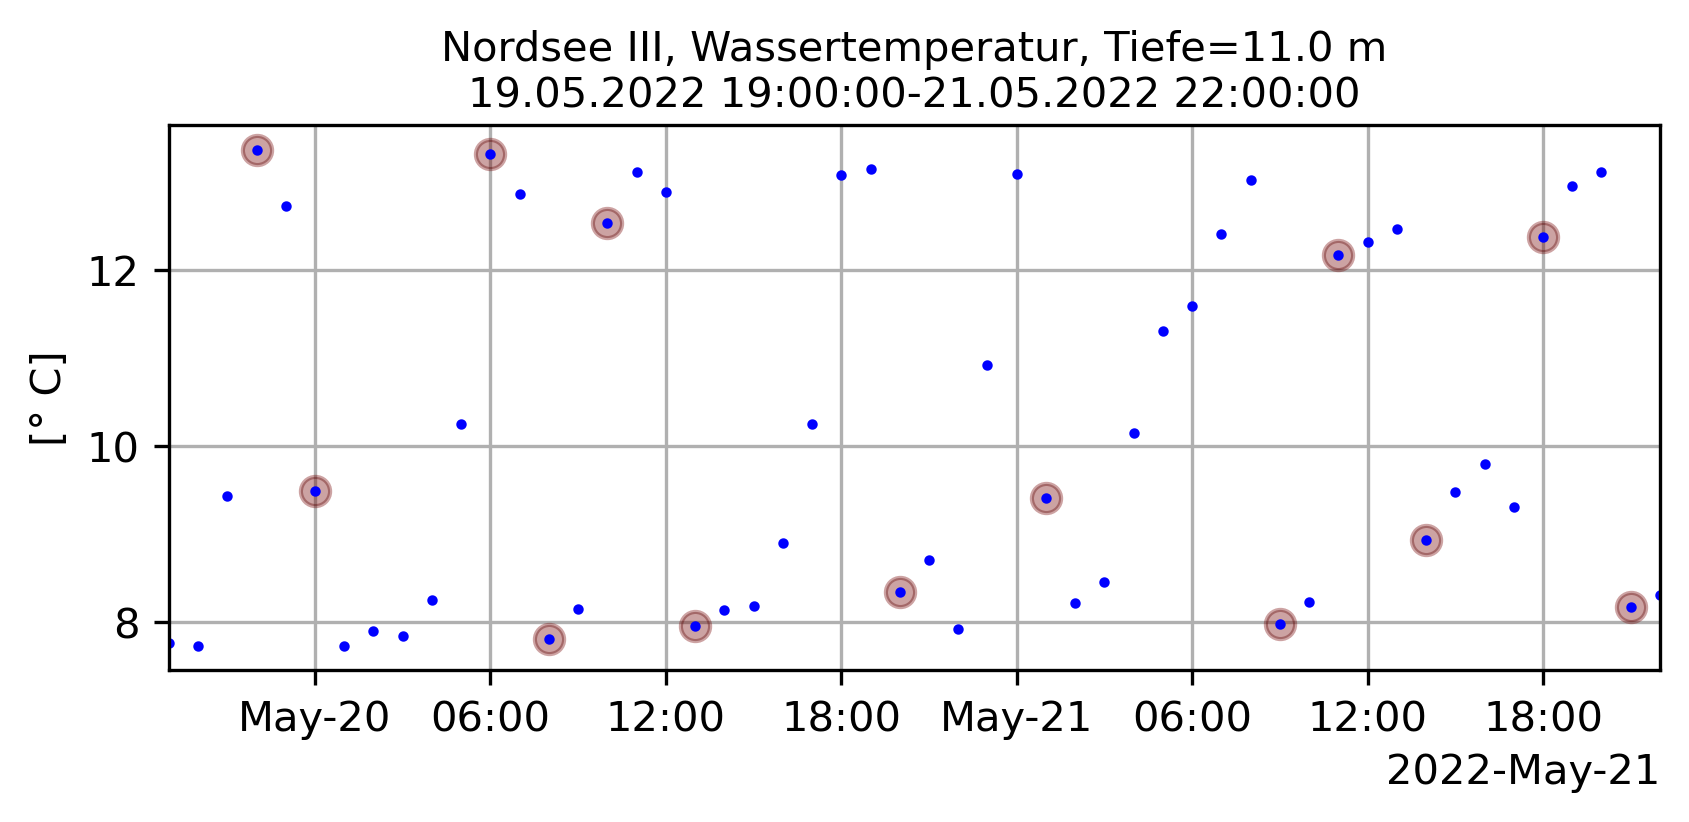 Nordsee III, Wassertemperatur, Tiefe=11.0 m
19.05.2022 19:00:00-21.05.2022 22:00:00
[° C]
12
10
8
May-20 06:00 12:00 18:00 May-21 06:00 12:00 18:00
2022-May-21